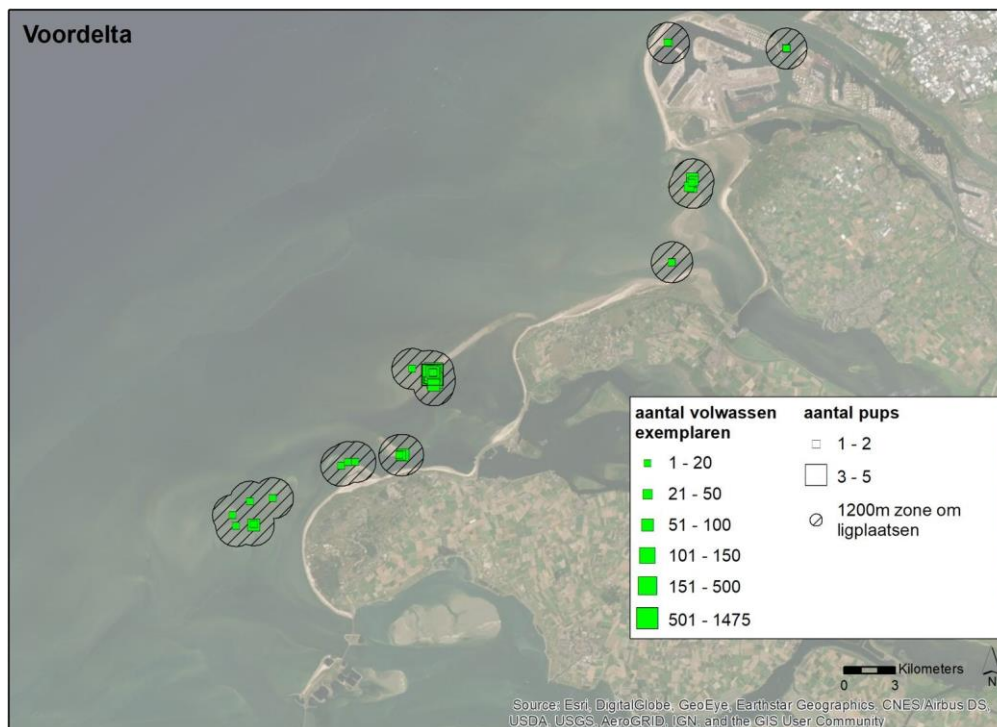 Voordelta
aantal volwassen
exemplaren
1 - 20
21 - 50
51 - 100
101 - 150
151 - 500
501 - 1475
aantal pups
1 - 2
3 - 5
1200m zone om
ligplaatsen
Kilometers
0 3
N
Source: Esri, DigitalGlobe, GeoEye, Earthstar Geographics, CNES/Airbus DS,
USDA, USGS, AeroGRID, IGN, and the GIS User Community